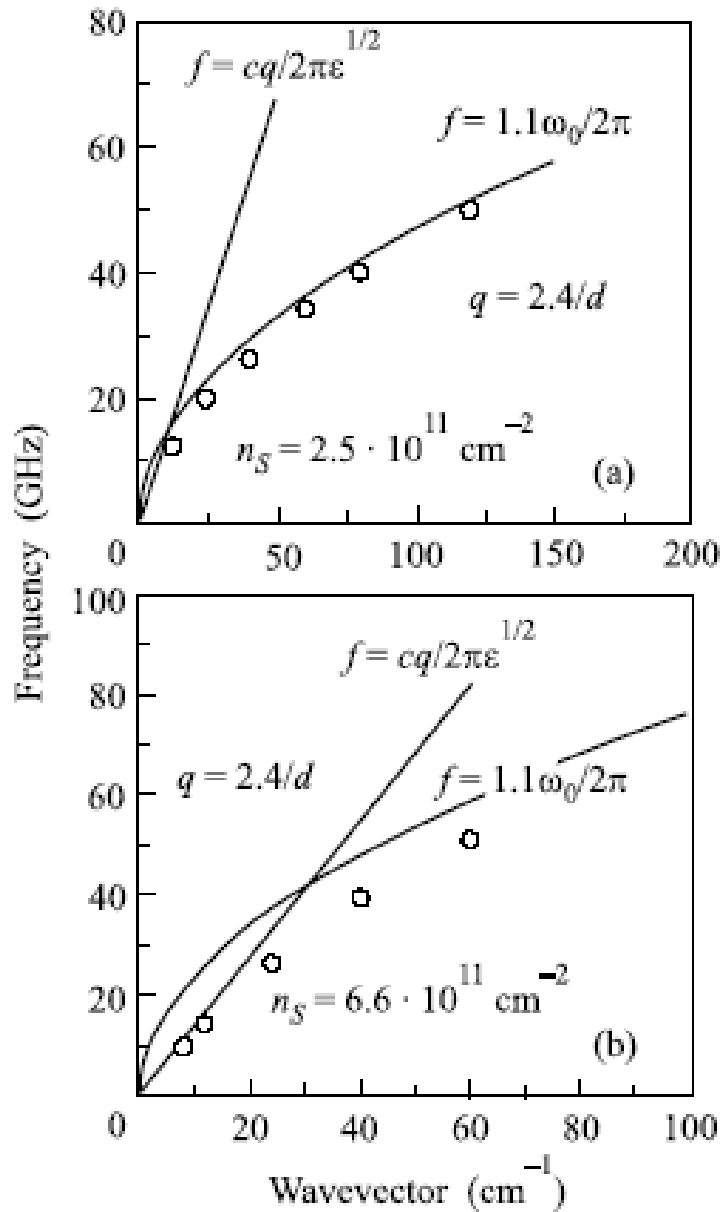 80
f = cq/2πε^{1/2}
f = 1.1ω₀/2π
60
40
q = 2.4/d
20
n_S = 2.5 · 10^{11} cm^{−2}
(a)
0 50 100 150 200
Frequency (GHz)
100
f = cq/2πε^{1/2}
80
q = 2.4/d
f = 1.1ω₀/2π
60
40
20
n_S = 6.6 · 10^{11} cm^{−2}
(b)
0 20 40 60 80 100
Wavevector (cm^{−1})